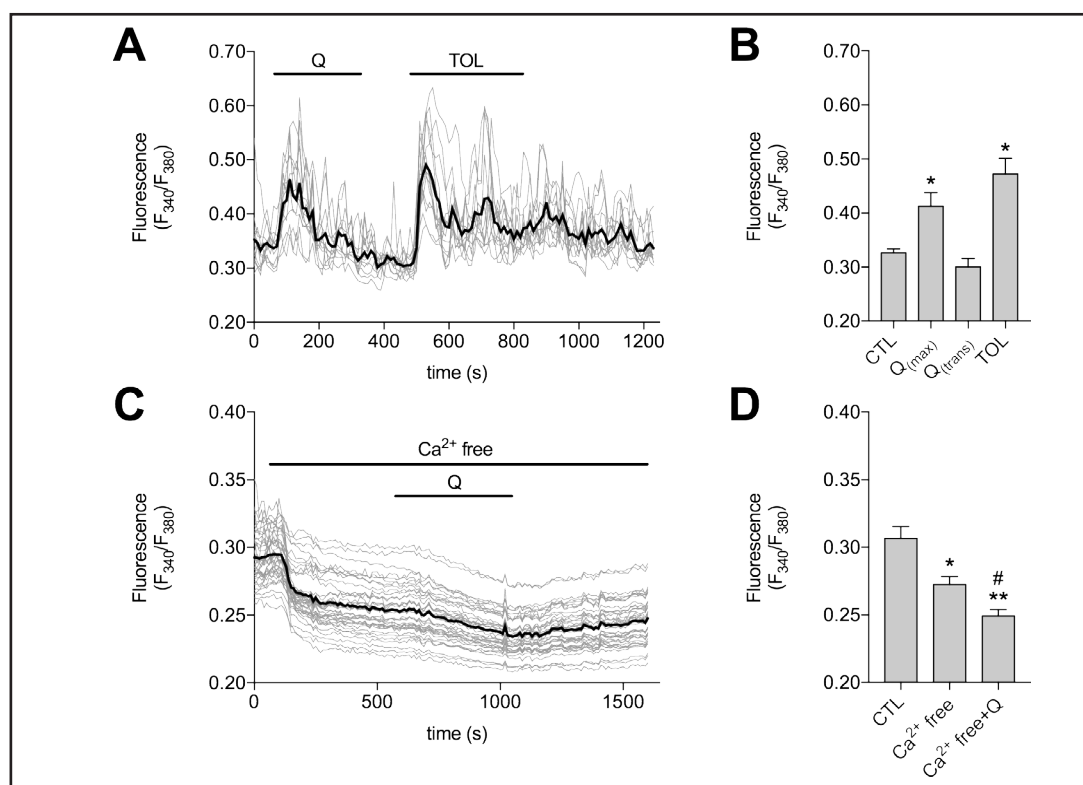 A
Fluorescence
(F340/F380)
0.70
0.60
0.50
0.40
0.30
0.20
Q
TOL
0
200
400
600
800
1000
1200
time (s)
B
Fluorescence
(F340/F380)
0.70
0.60
0.50
0.40
0.30
0.20
*
*
CTL
Q(max)
Q(trans)
TOL
C
Fluorescence
(F340/F380)
0.40
0.35
0.30
0.25
0.20
Ca2+ free
Q
0
500
1000
1500
time (s)
D
Fluorescence
(F340/F380)
0.40
0.35
0.30
0.25
0.20
*
#
**
CTL
Ca2+ free
Ca2+ free+Q